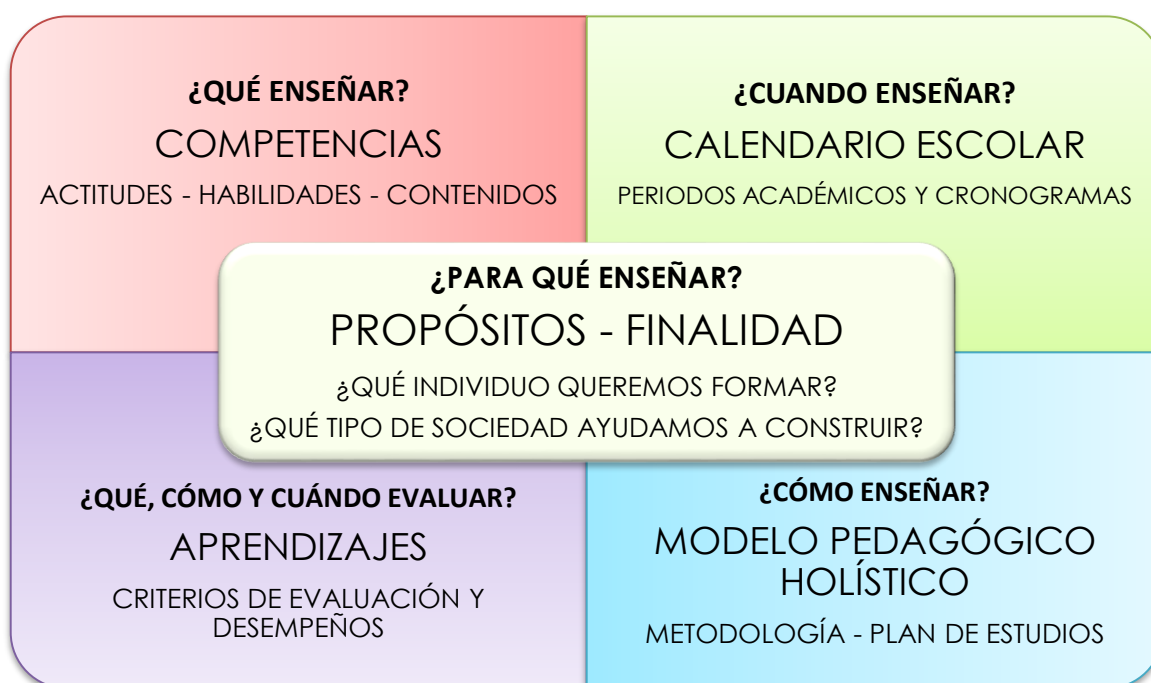 ¿QUÉ ENSEÑAR?
COMPETENCIAS
ACTITUDES - HABILIDADES - CONTENIDOS
¿CUANDO ENSEÑAR?
CALENDARIO ESCOLAR
PERIODOS ACADÉMICOS Y CRONOGRAMAS
¿PARA QUÉ ENSEÑAR?
PROPÓSITOS - FINALIDAD
¿QUÉ INDIVIDUO QUEREMOS FORMAR?
¿QUÉ TIPO DE SOCIEDAD AYUDAMOS A CONSTRUIR?
¿QUÉ, CÓMO Y CUÁNDO EVALUAR?
APRENDIZAJES
CRITERIOS DE EVALUACIÓN Y
DESEMPEÑOS
¿CÓMO ENSEÑAR?
MODELO PEDAGÓGICO
HOLÍSTICO
METODOLOGÍA - PLAN DE ESTUDIOS